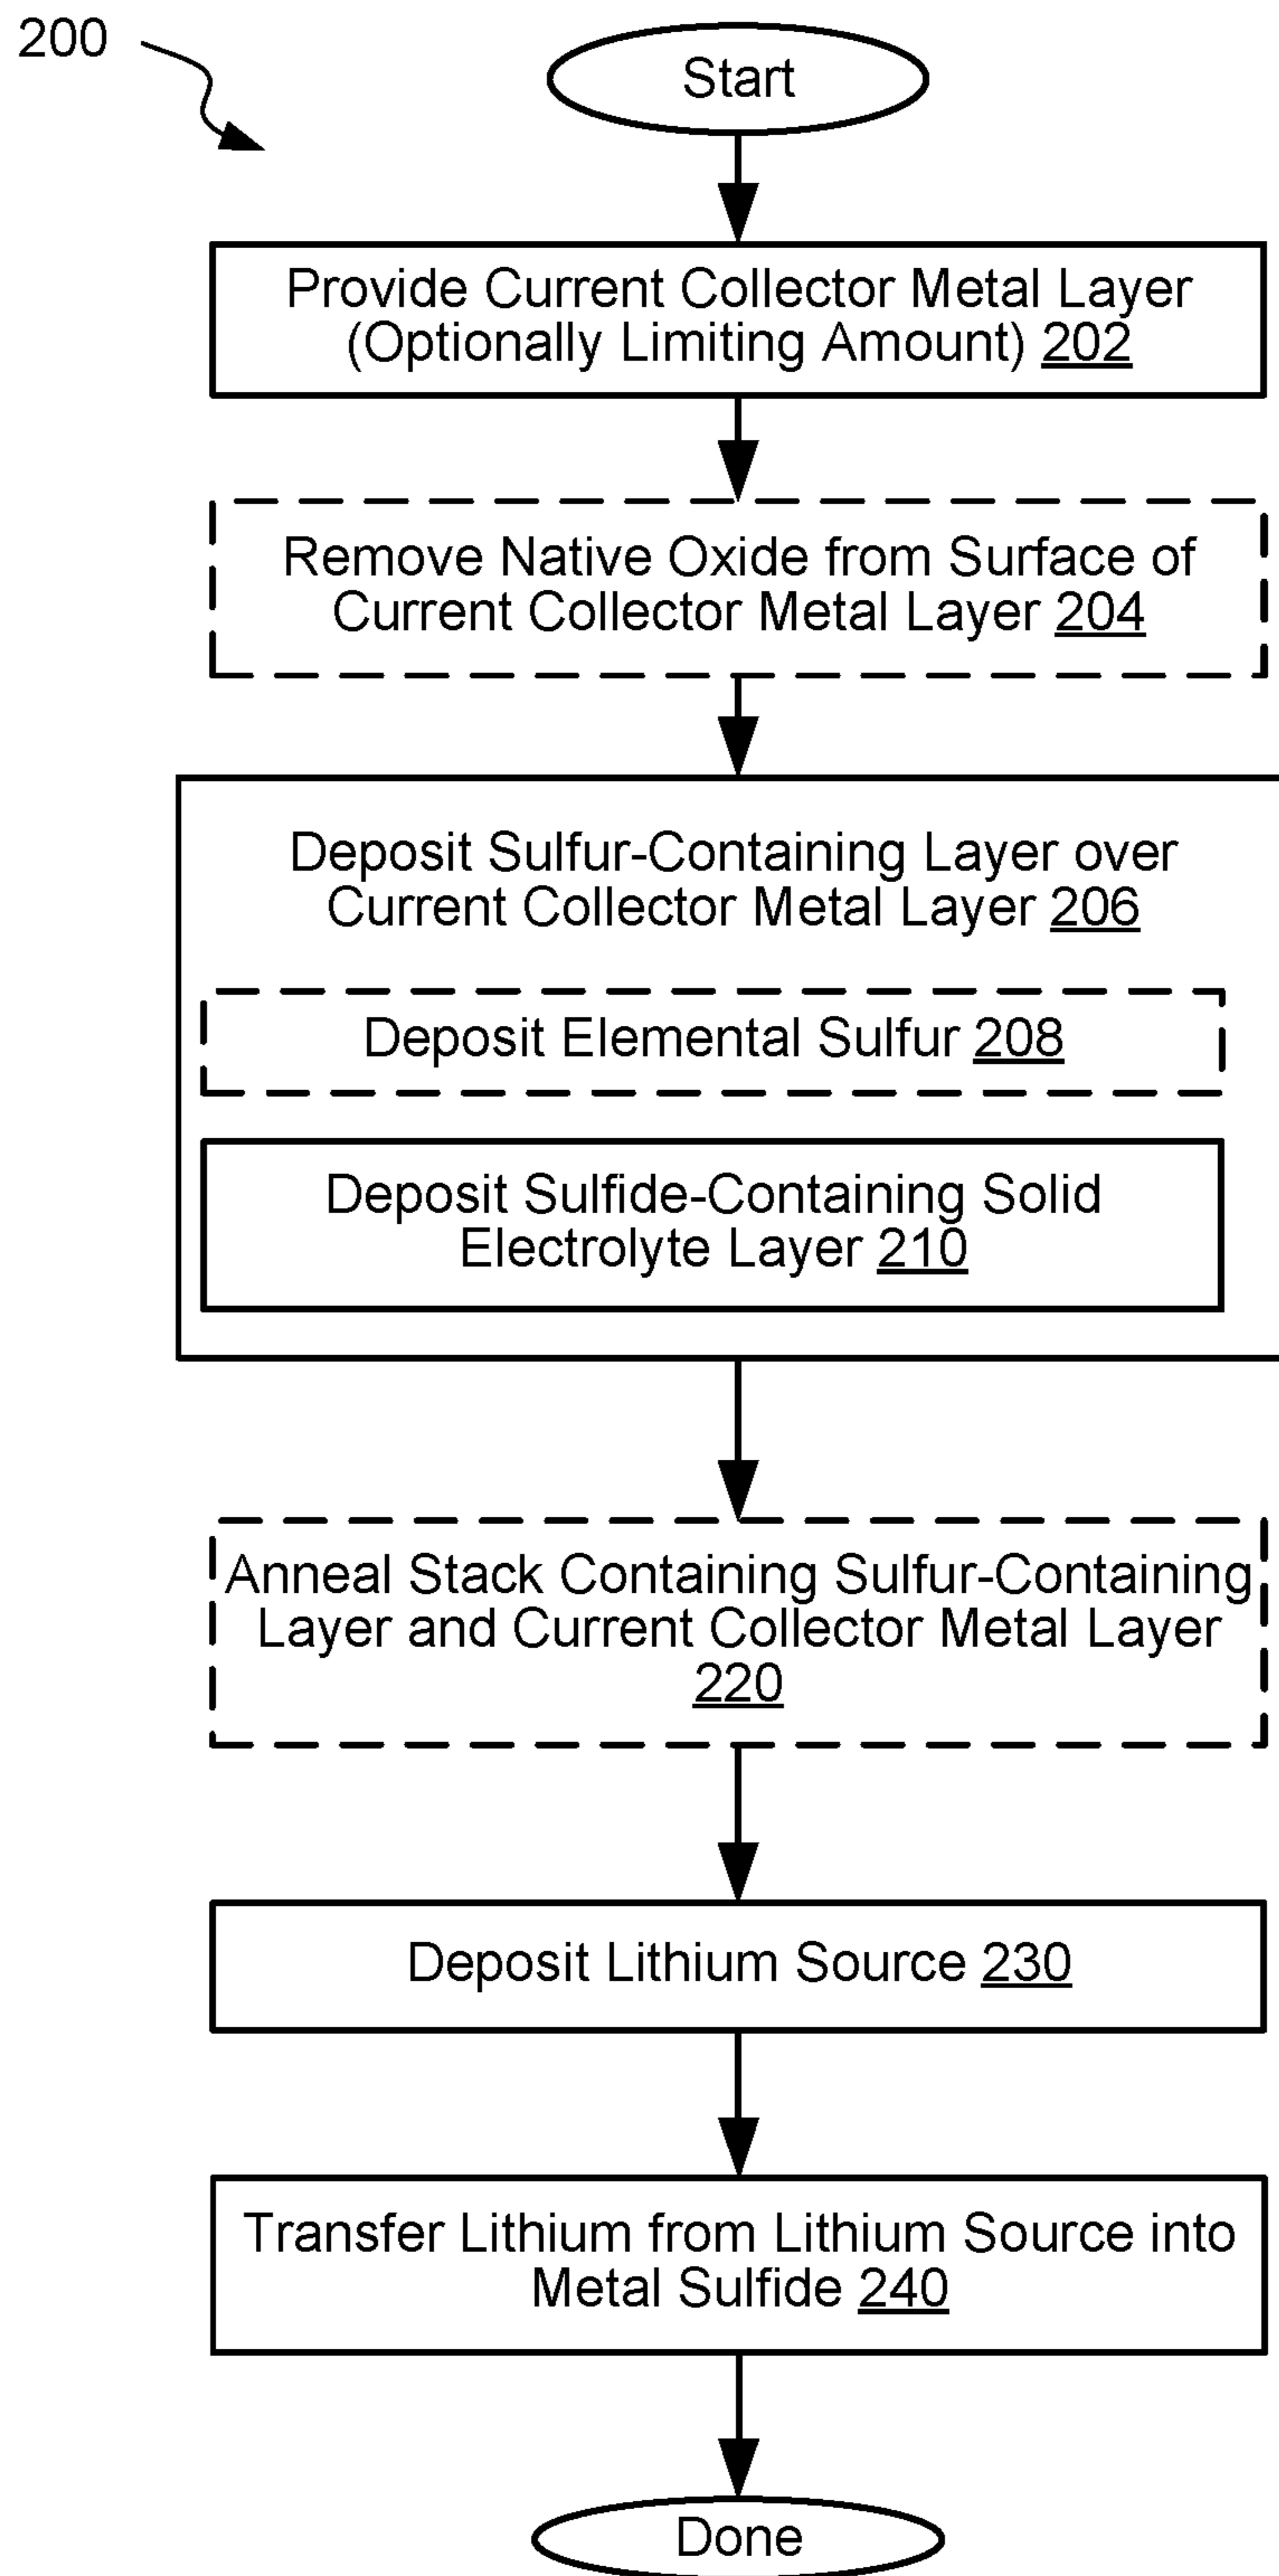 200
Start
Provide Current Collector Metal Layer
(Optionally Limiting Amount) 202
Remove Native Oxide from Surface of
Current Collector Metal Layer 204
Deposit Sulfur-Containing Layer over
Current Collector Metal Layer 206
Deposit Elemental Sulfur 208
Deposit Sulfide-Containing Solid
Electrolyte Layer 210
Anneal Stack Containing Sulfur-Containing
Layer and Current Collector Metal Layer
220
Deposit Lithium Source 230
Transfer Lithium from Lithium Source into
Metal Sulfide 240
Done